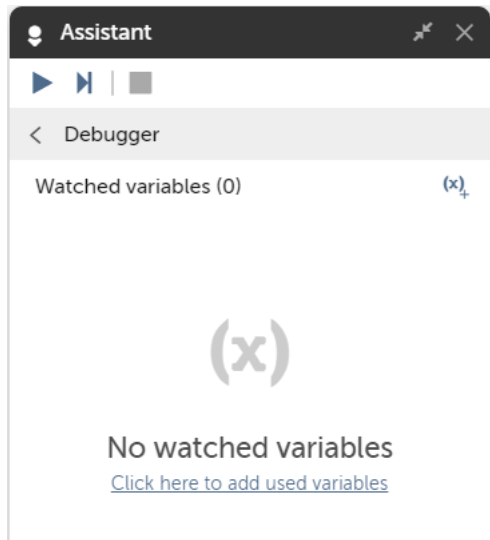 Assistant
Debugger
Watched variables (0)
(x)+
(x)
No watched variables
Click here to add used variables